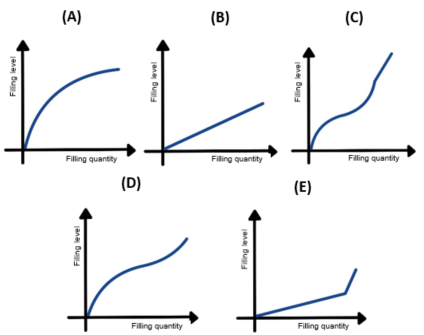 (A)
(B)
(C)
Filling level
Filling quantity
Filling level
Filling quantity
Filling level
Filling quantity
(D)
(E)
Filling level
Filling quantity
Filling level
Filling quantity